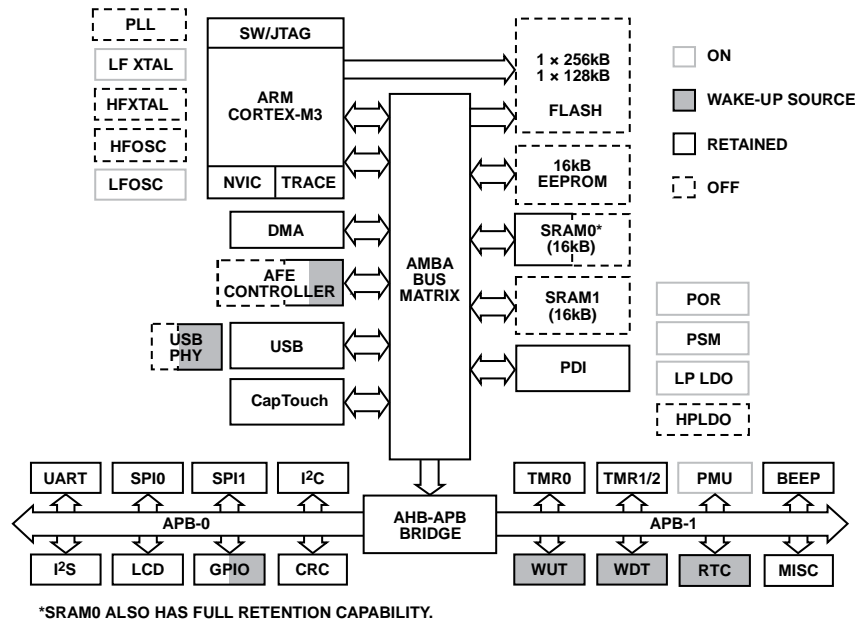 PLL
LF XTAL
HFXTAL
HFOSC
LFOSC
SW/JTAG
ARM
CORTEX-M3
NVIC
TRACE
DMA
AFE
CONTROLLER
USB
PHY
USB
CapTouch
AMBA
BUS
MATRIX
1 × 256kB
1 × 128kB
FLASH
16kB
EEPROM
SRAM0*
(16kB)
SRAM1
(16kB)
PDI
ON
WAKE-UP SOURCE
RETAINED
OFF
POR
PSM
LP LDO
HPLDO
UART
SPI0
SPI1
I²C
TMR0
TMR1/2
PMU
BEEP
APB-0
AHB-APB
BRIDGE
APB-1
I²S
LCD
GPIO
CRC
WUT
WDT
RTC
MISC
*SRAM0 ALSO HAS FULL RETENTION CAPABILITY.